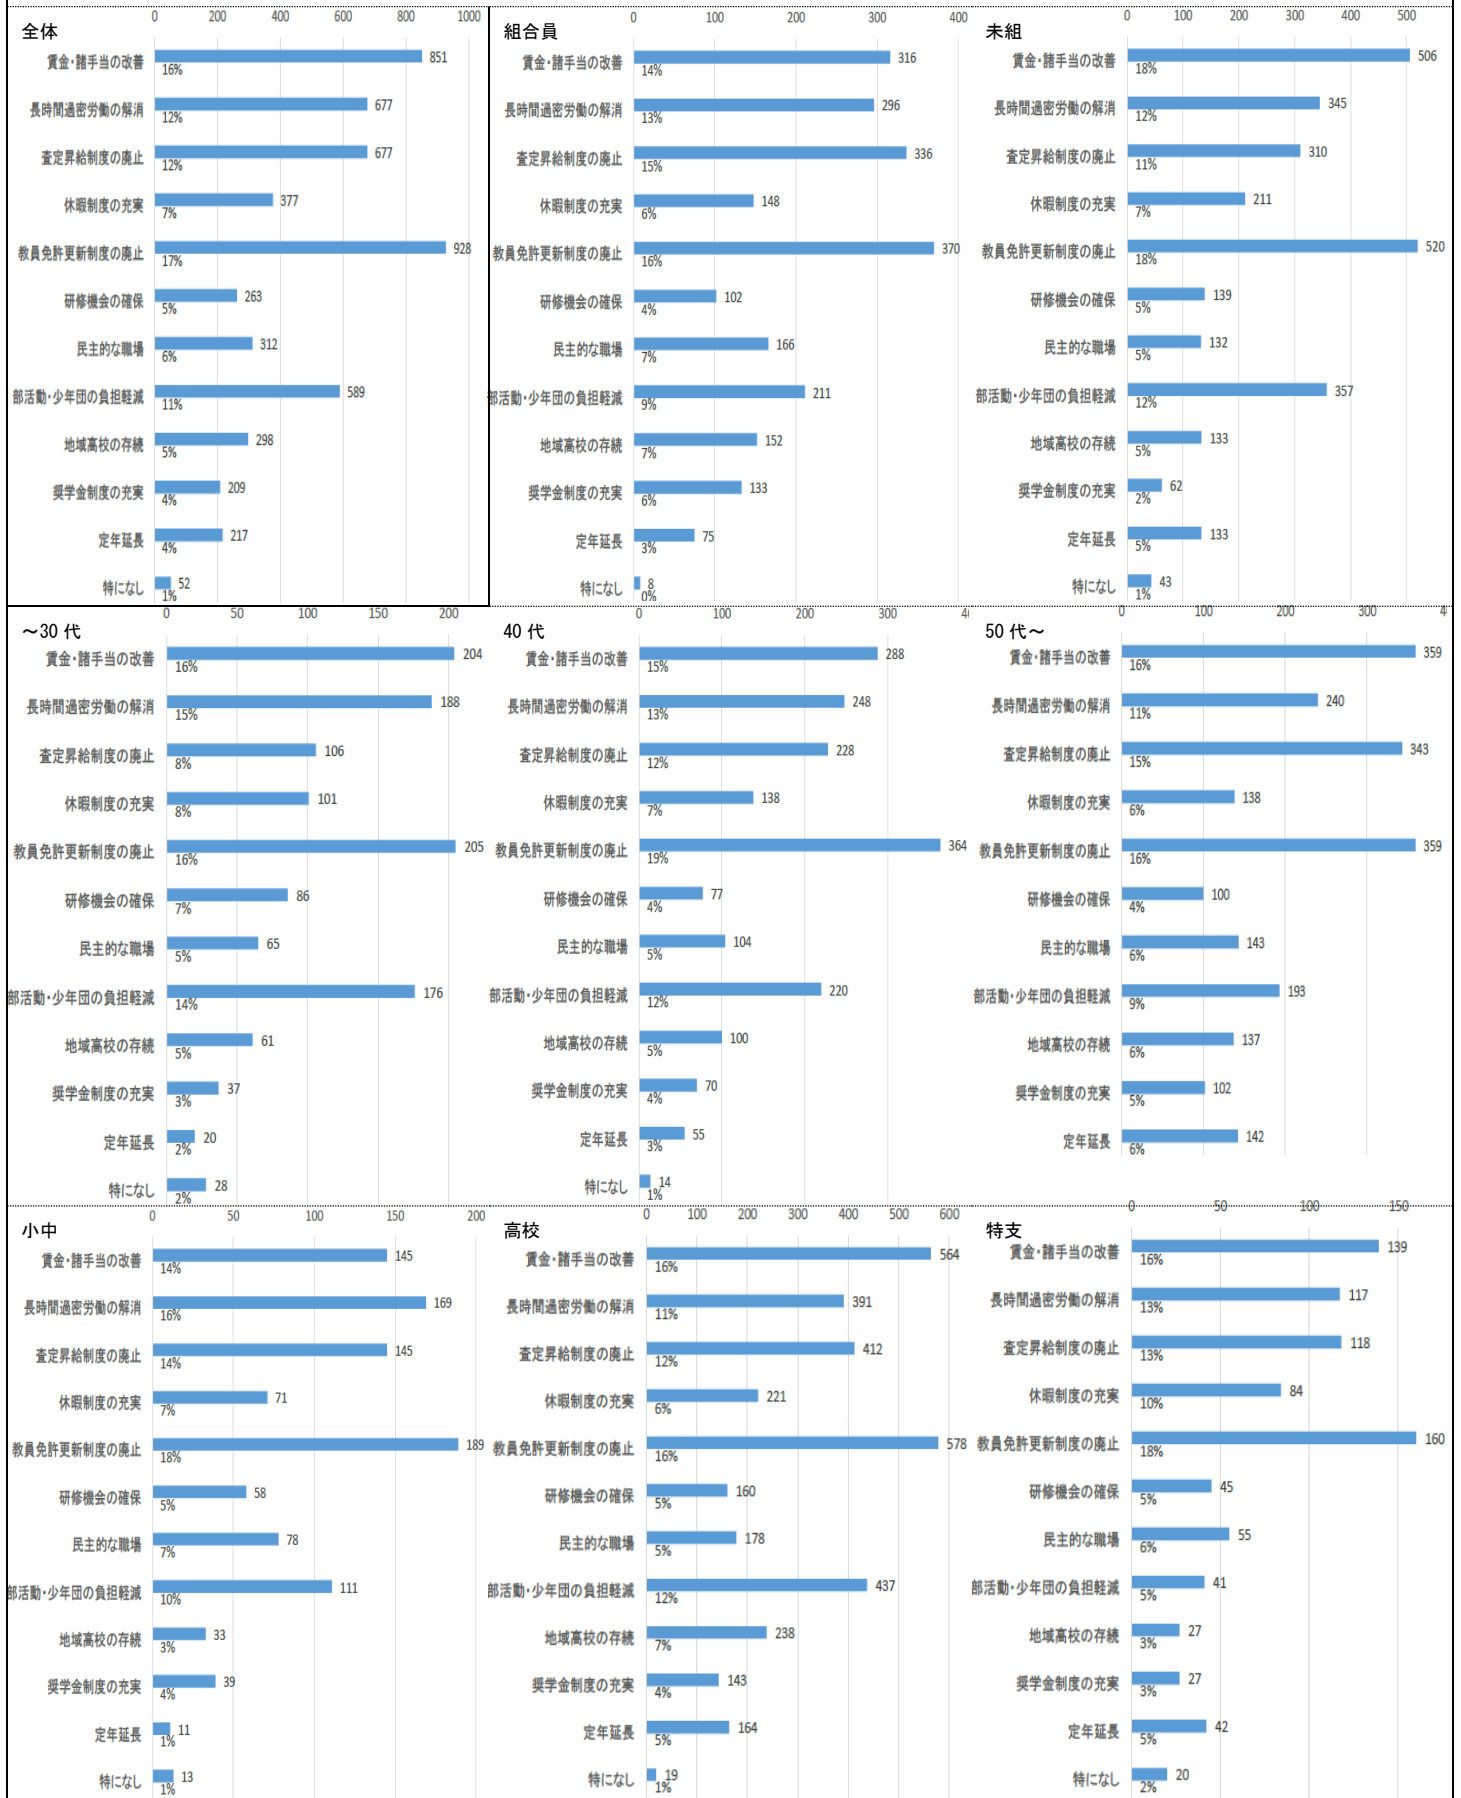 全体
0 200 400 600 800 1000
賃金・諸手当の改善 851
16%
長時間過密労働の解消 677
12%
査定昇給制度の廃止 677
12%
休暇制度の充実 377
7%
教員免許更新制度の廃止 928
17%
研修機会の確保 263
5%
民主的な職場 312
6%
部活動・少年団の負担軽減 589
11%
地域高校の存続 298
5%
奨学金制度の充実 209
4%
定年延長 217
4%
特になし 52
1%
組合員
0 100 200 300 400
賃金・諸手当の改善 316
14%
長時間過密労働の解消 296
13%
査定昇給制度の廃止 336
15%
休暇制度の充実 148
6%
教員免許更新制度の廃止 370
16%
研修機会の確保 102
4%
民主的な職場 166
7%
部活動・少年団の負担軽減 211
9%
地域高校の存続 152
7%
奨学金制度の充実 133
6%
定年延長 75
3%
特になし 8
0%
未組
0 100 200 300 400 500
賃金・諸手当の改善 506
18%
長時間過密労働の解消 345
12%
査定昇給制度の廃止 310
11%
休暇制度の充実 211
7%
教員免許更新制度の廃止 520
18%
研修機会の確保 139
5%
民主的な職場 132
5%
部活動・少年団の負担軽減 357
12%
地域高校の存続 133
5%
奨学金制度の充実 62
2%
定年延長 133
5%
特になし 43
1%
～30 代
0 50 100 150 200
賃金・諸手当の改善 204
16%
長時間過密労働の解消 188
15%
査定昇給制度の廃止 106
8%
休暇制度の充実 101
8%
教員免許更新制度の廃止 205
16%
研修機会の確保 86
7%
民主的な職場 65
5%
部活動・少年団の負担軽減 176
14%
地域高校の存続 61
5%
奨学金制度の充実 37
3%
定年延長 20
2%
特になし 28
2%
40 代
0 100 200 300 4
賃金・諸手当の改善 288
15%
長時間過密労働の解消 248
13%
査定昇給制度の廃止 228
12%
休暇制度の充実 138
7%
教員免許更新制度の廃止 364
19%
研修機会の確保 77
4%
民主的な職場 104
5%
部活動・少年団の負担軽減 220
12%
地域高校の存続 100
5%
奨学金制度の充実 70
4%
定年延長 55
3%
特になし 14
1%
50 代～
0 100 200 300 4
賃金・諸手当の改善 359
16%
長時間過密労働の解消 240
11%
査定昇給制度の廃止 343
15%
休暇制度の充実 138
6%
教員免許更新制度の廃止 359
16%
研修機会の確保 100
4%
民主的な職場 143
6%
部活動・少年団の負担軽減 193
9%
地域高校の存続 137
6%
奨学金制度の充実 102
5%
定年延長 142
6%
小中
0 50 100 150 200
賃金・諸手当の改善 145
14%
長時間過密労働の解消 169
16%
査定昇給制度の廃止 145
14%
休暇制度の充実 71
7%
教員免許更新制度の廃止 189
18%
研修機会の確保 58
5%
民主的な職場 78
7%
部活動・少年団の負担軽減 111
10%
地域高校の存続 33
3%
奨学金制度の充実 39
4%
定年延長 11
1%
特になし 13
1%
高校
0 100 200 300 400 500 600
賃金・諸手当の改善 564
16%
長時間過密労働の解消 391
11%
査定昇給制度の廃止 412
12%
休暇制度の充実 221
6%
教員免許更新制度の廃止 578
16%
研修機会の確保 160
5%
民主的な職場 178
5%
部活動・少年団の負担軽減 437
12%
地域高校の存続 238
7%
奨学金制度の充実 143
4%
定年延長 164
5%
特になし 19
1%
特支
0 50 100 150
賃金・諸手当の改善 139
16%
長時間過密労働の解消 117
13%
査定昇給制度の廃止 118
13%
休暇制度の充実 84
10%
教員免許更新制度の廃止 160
18%
研修機会の確保 45
5%
民主的な職場 55
6%
部活動・少年団の負担軽減 41
5%
地域高校の存続 27
3%
奨学金制度の充実 27
3%
定年延長 42
5%
特になし 20
2%